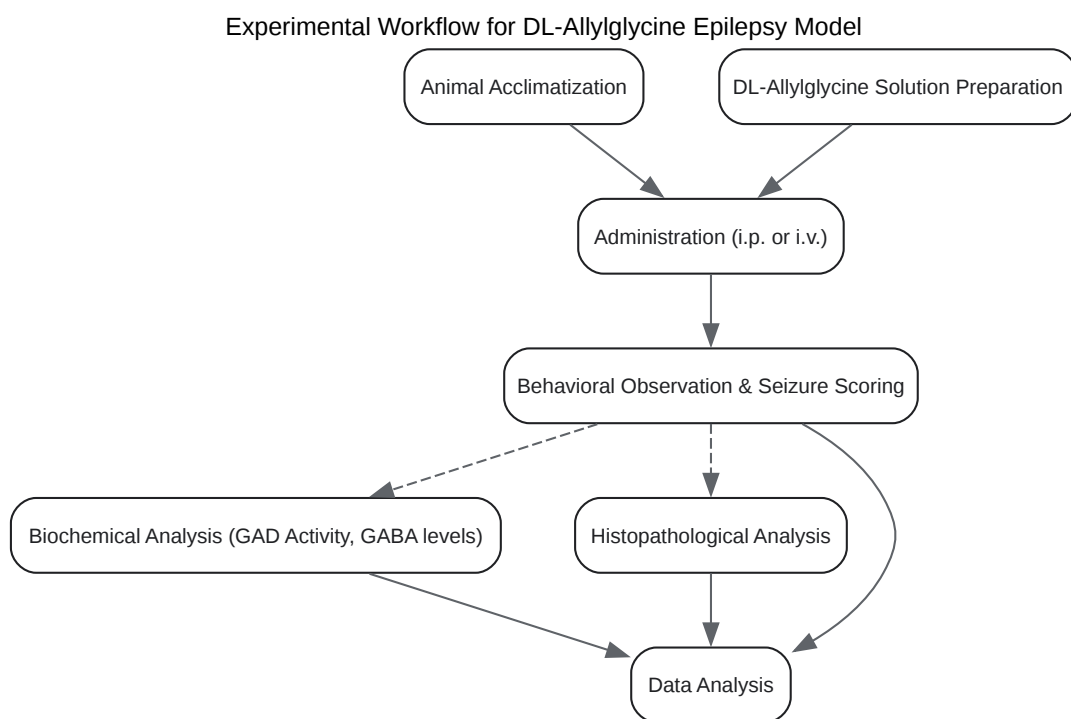 Experimental Workflow for DL-Allylglycine Epilepsy Model
Animal Acclimatization
DL-Allylglycine Solution Preparation
Administration (i.p. or i.v.)
Behavioral Observation & Seizure Scoring
Biochemical Analysis (GAD Activity, GABA levels)
Histopathological Analysis
Data Analysis